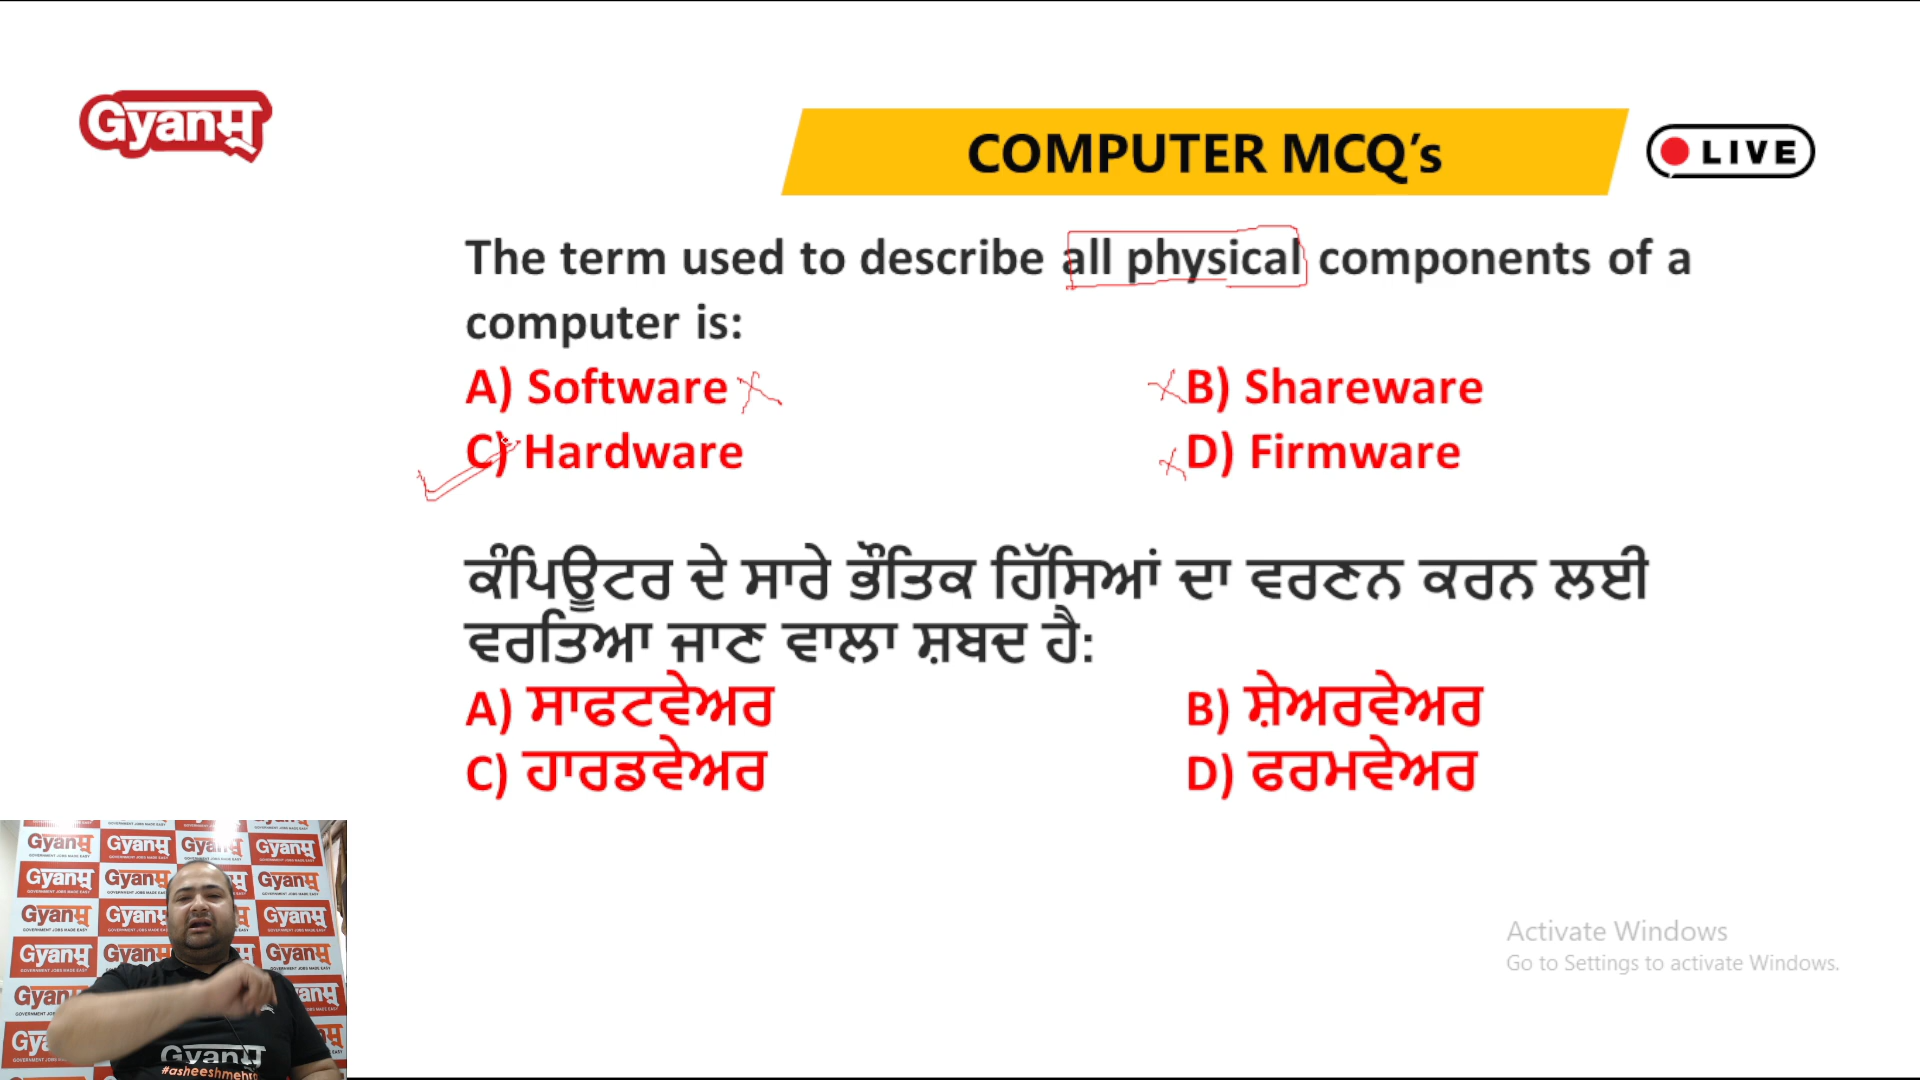 Gyanਸੂ
COMPUTER MCQ’s
LIVE
The term used to describe all physical components of a
computer is:
A) Software
B) Shareware
C) Hardware
D) Firmware
ਕੰਪਿਊਟਰ ਦੇ ਸਾਰੇ ਭੌਤਿਕ ਹਿੱਸਿਆਂ ਦਾ ਵਰਣਨ ਕਰਨ ਲਈ
ਵਰਤਿਆ ਜਾਣ ਵਾਲਾ ਸ਼ਬਦ ਹੈ:
A) ਸਾਫਟਵੇਅਰ
B) ਸ਼ੇਅਰਵੇਅਰ
C) ਹਾਰਡਵੇਅਰ
D) ਫਰਮਵੇਅਰ
Activate Windows
Go to Settings to activate Windows.